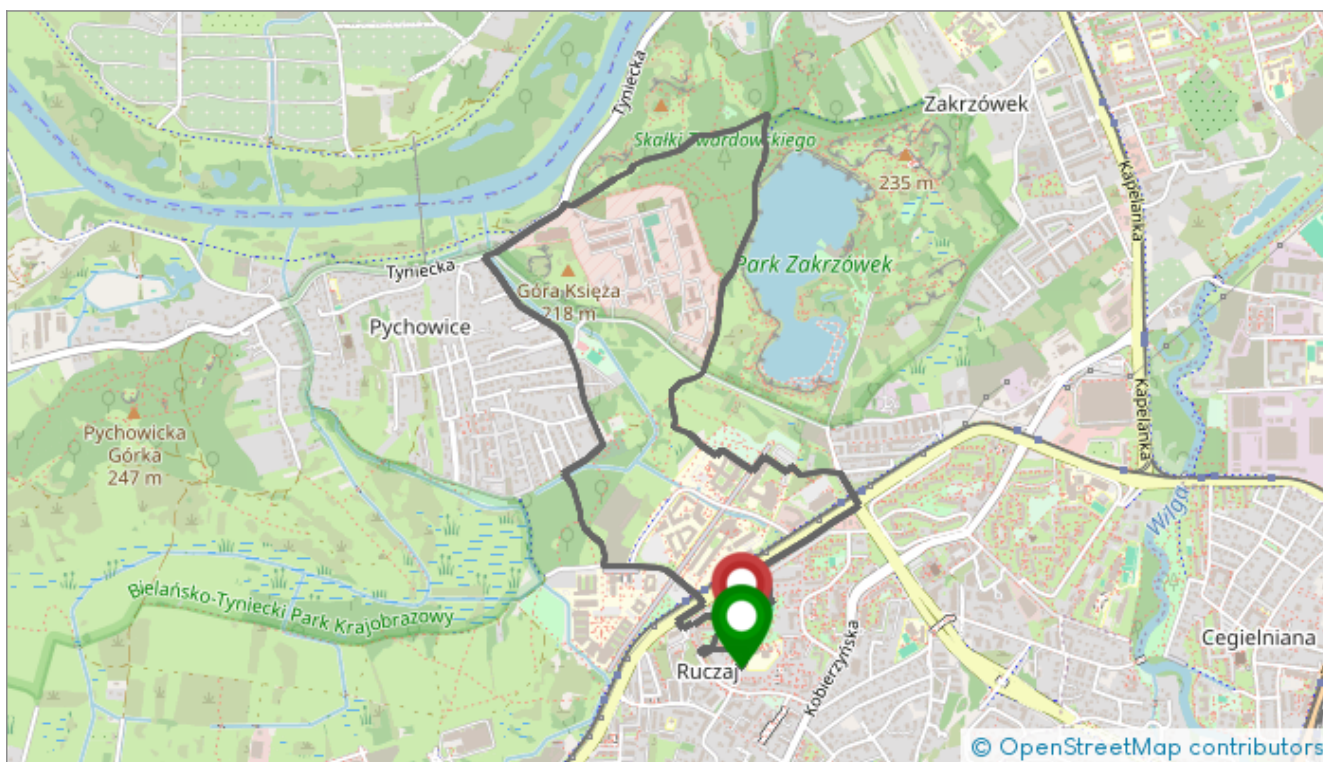 Tyniecka
Zakrzówek
Skałki Twardowskiego
235 m
Kapelanka
Park Zakrzówek
Tyniecka
Góra Księża
218 m
Pychowice
Kapelanka
Pychowicka
Górka
247 m
Wilga
Bielańsko-Tyniecki Park Krajobrazowy
Kobierzyńska
Cegielniana
Ruczaj
© OpenStreetMap contributors